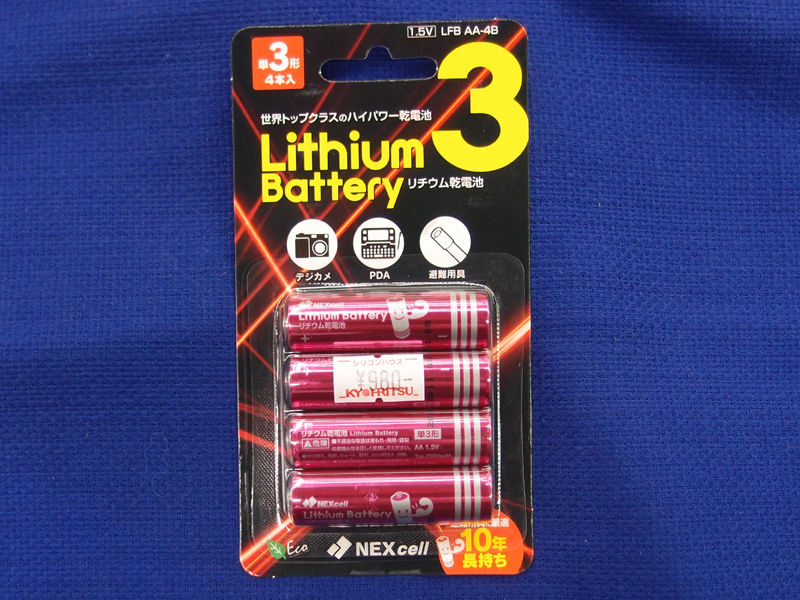 1.5V LFB AA-4B
単3形
4本入
3
世界トップクラスのハイパワー乾電池
Lithium
Battery
リチウム乾電池
デジカメ
PDA
避難用具
NEXcell
Lithium Battery
リチウム乾電池
シリコンハウス
¥980-
KYOHRITSU
リチウム乾電池 Lithium Battery
単3形
危険
AA 1.5V
NEXcell
Lithium Battery
Eco
NEXcell
10年
長持ち